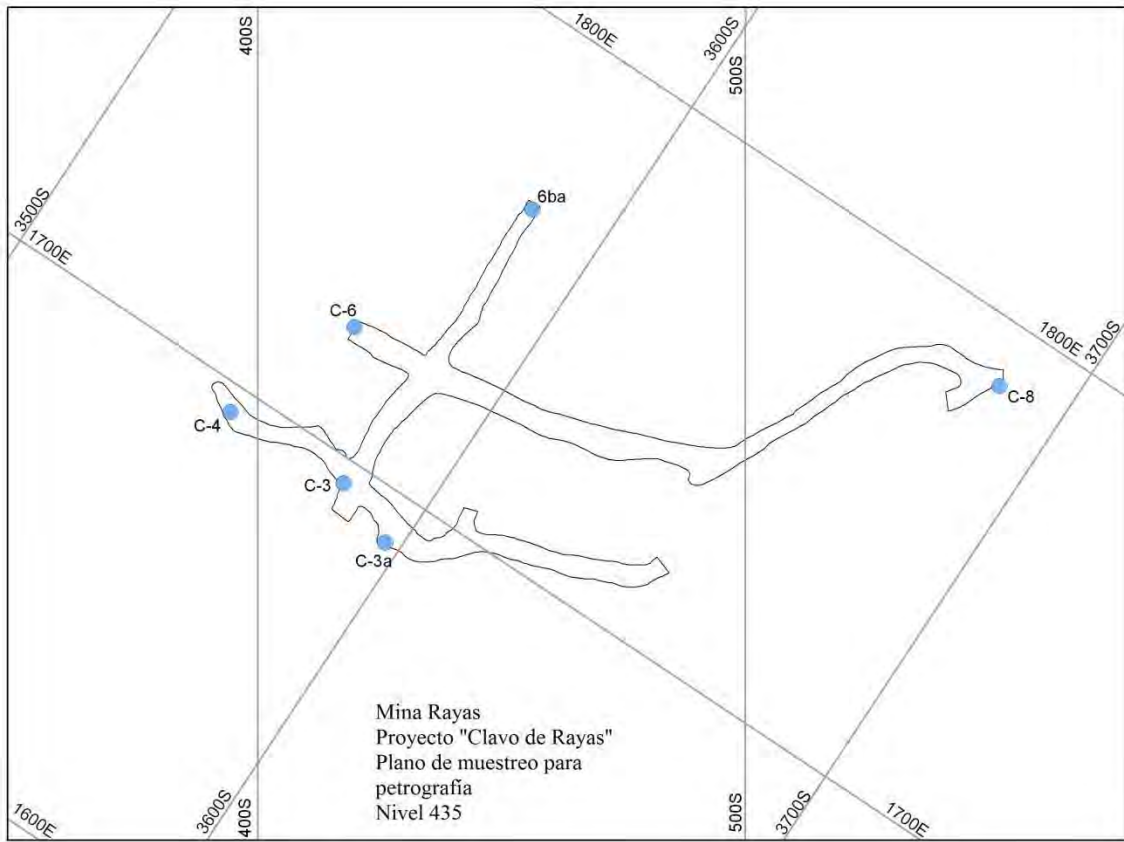 1800E
3600S
400S
500S
3500S
1700E
6ba
C-6
1800E
3700S
C-8
C-4
C-3
C-3a
Mina Rayas
Proyecto "Clavo de Rayas"
Plano de muestreo para
petrografía
Nivel 435
1600E
3600S
400S
500S
3700S
1700E